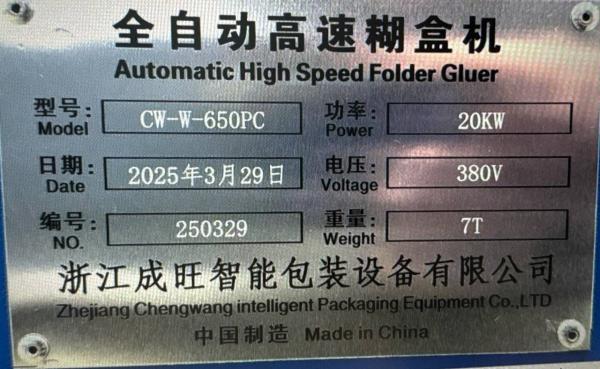 全自动高速糊盒机
Automatic High Speed Folder Gluer
型号: CW-W-650PC 功率: 20KW
Model Power
日期: 2025年3月29日 电压: 380V
Date Voltage
编号: 250329 重量: 7T
NO. Weight
浙江成旺智能包装设备有限公司
Zhejiang Chengwang intelligent Packaging Equipment Co.,LTD
中国制造 Made in China